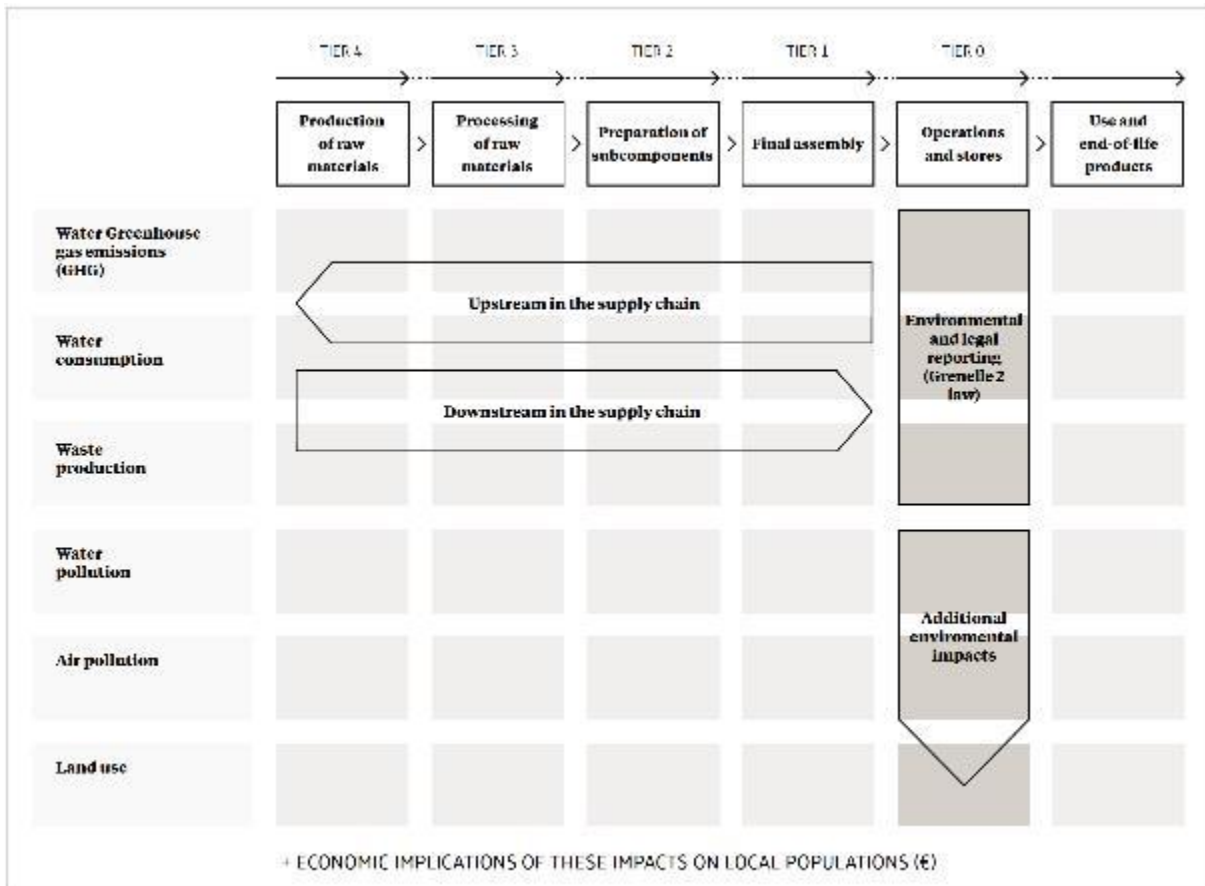 TIER 4 TIER 3 TIER 2 TIER 1 TIER 0
Production
of raw
materials
Processing
of raw
materials
Preparation of
subcomponents
Final assembly
Operations
and stores
Use and
end-of-life
products
Water Greenhouse
gas emissions
(GHG)
Upstream in the supply chain
Water
consumption
Environmental
and legal
reporting
(Grenelle 2
law)
Downstream in the supply chain
Waste
production
Water
pollution
Additional
enviromental
impacts
Air pollution
Land use
+ ECONOMIC IMPLICATIONS OF THESE IMPACTS ON LOCAL POPULATIONS (€)